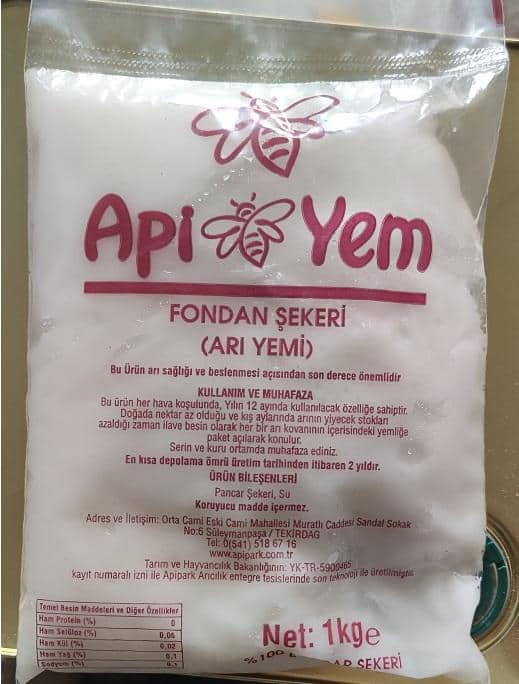 Api Yem
FONDAN ŞEKERİ
(ARI YEMİ)
Bu Ürün arı sağlığı ve beslenmesi açısından son derece önemlidir
KULLANIM VE MUHAFAZA
Bu ürün her hava koşulunda, Yılın 12 ayında kullanılacak özelliğe sahiptir.
Doğada nektar az olduğu ve kış aylarında arının yiyecek stokları
azaldığı zaman ilave besin olarak her bir arı kovanının içerisindeki yemliğe
paket açılarak konulur.
Serin ve kuru ortamda muhafaza ediniz.
En kısa depolama ömrü üretim tarihinden itibaren 2 yıldır.
ÜRÜN BİLEŞENLERİ
Pancar Şekeri, Su
Koruyucu madde içermez.
Adres ve İletişim: Orta Cami Eski Cami Mahallesi Muratlı Caddesi Sandal Sokak
No:6 Süleymanpaşa / TEKİRDAG
Tel: 0(541) 518 67 16
www.apipark.com.tr
Tarım ve Hayvancılık Bakanlığının: YK-TR-5900465
kayıt numaralı izni ile Apipark Arıcılık entegre tesislerinde son teknoloji ile üretilmiştir.
Temel Besin Maddeleri ve Diğer Özellikler
Ham Protein (%) 0
Ham Selüloz (%) 0,06
Ham Kül (%) 0,02
Ham Yağ (%) 0,1
Sodyum (%) 0,1
Net: 1kge
%100 ŞEKERİ